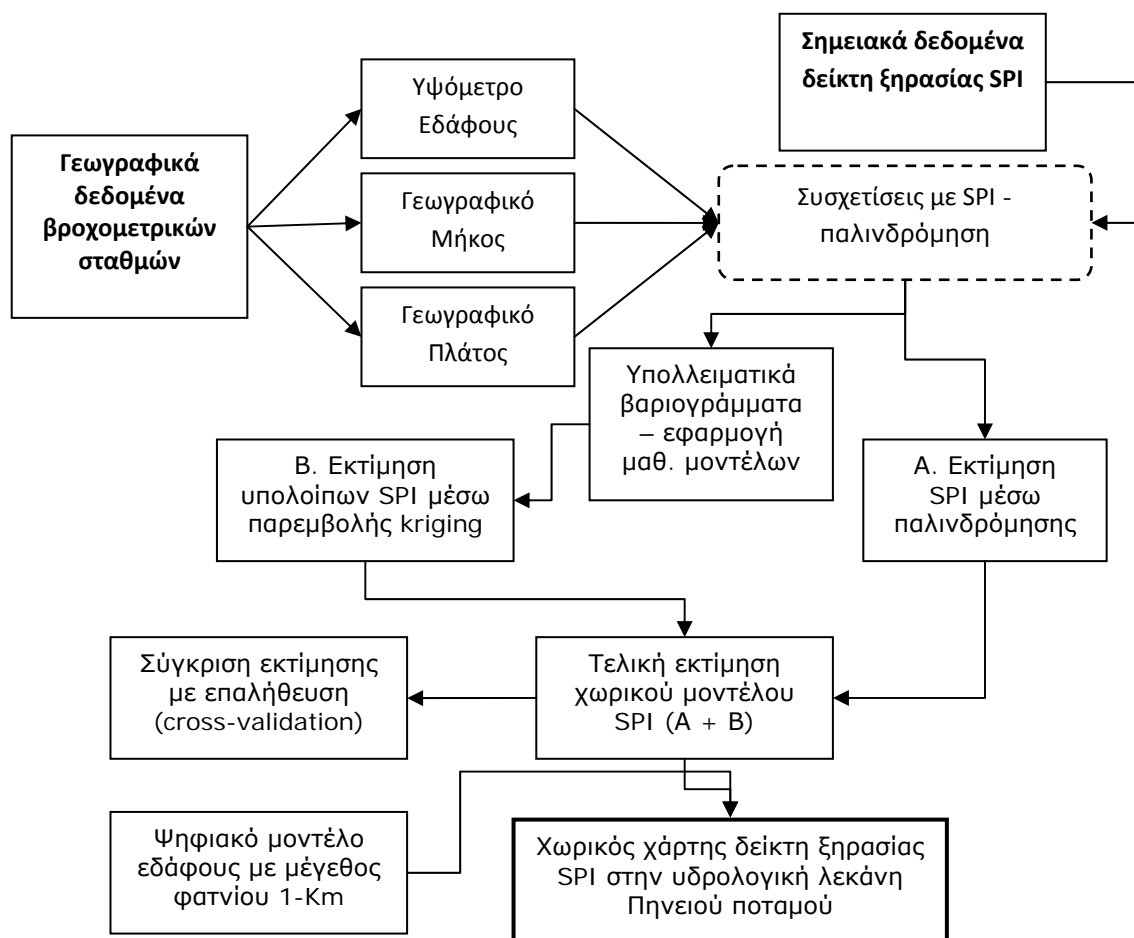 Σημειακά δεδομένα
δείκτη ξηρασίας SPI
Υψόμετρο
Εδάφους
Γεωγραφικά
δεδομένα
βροχομετρικών
σταθμών
Γεωγραφικό
Μήκος
Συσχετίσεις με SPI -
παλινδρόμηση
Γεωγραφικό
Πλάτος
Υπολλειματικά
βαριογράμματα
– εφαρμογή
μαθ. μοντέλων
Β. Εκτίμηση
υπολοίπων SPI μέσω
παρεμβολής kriging
Α. Εκτίμηση
SPI μέσω
παλινδρόμησης
Σύγκριση εκτίμησης
με επαλήθευση
(cross-validation)
Τελική εκτίμηση
χωρικού μοντέλου
SPI (Α + Β)
Ψηφιακό μοντέλο
εδάφους με μέγεθος
φατνίου 1-Km
Χωρικός χάρτης δείκτη ξηρασίας
SPI στην υδρολογική λεκάνη
Πηνειού ποταμού